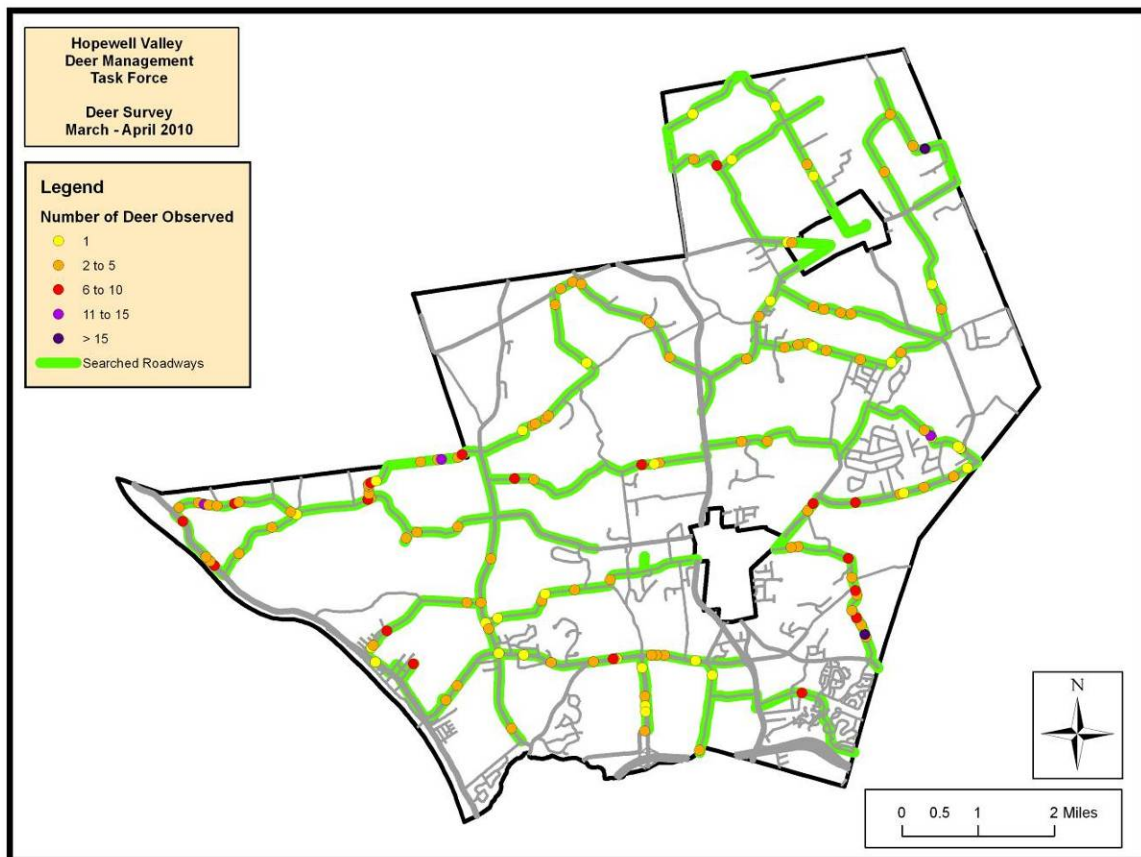 Hopewell Valley
Deer Management
Task Force
Deer Survey
March - April 2010
Legend
Number of Deer Observed
1
2 to 5
6 to 10
11 to 15
> 15
Searched Roadways
N
0 0.5 1 2 Miles